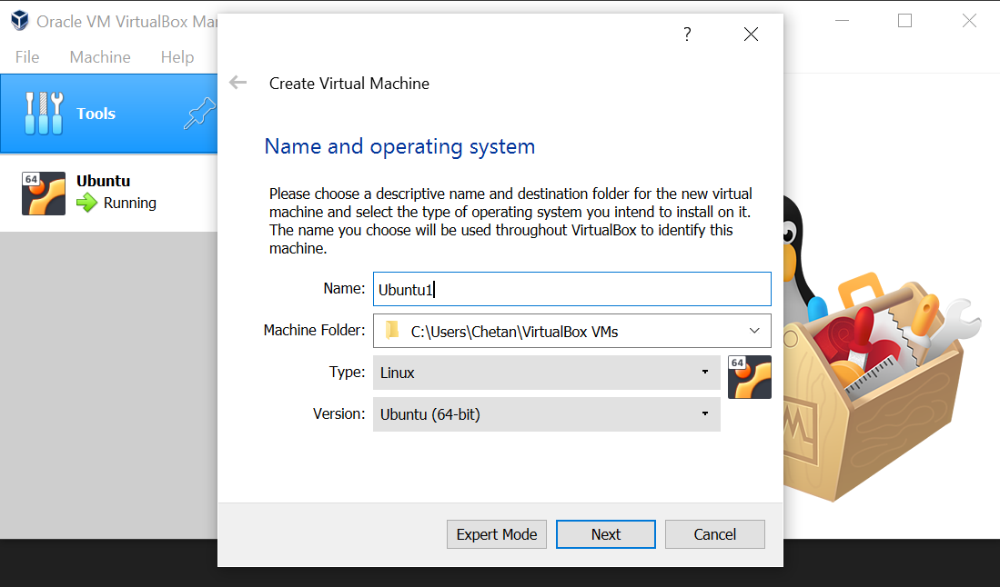 Oracle VM VirtualBox Mar
?
File Machine Help
Create Virtual Machine
Tools
Name and operating system
64
Ubuntu
Running
Please choose a descriptive name and destination folder for the new virtual
machine and select the type of operating system you intend to install on it.
The name you choose will be used throughout VirtualBox to identify this
machine.
Name: Ubuntu1
Machine Folder: C:\Users\Chetan\VirtualBox VMs
Type: Linux
64
Version: Ubuntu (64-bit)
Expert Mode Next Cancel